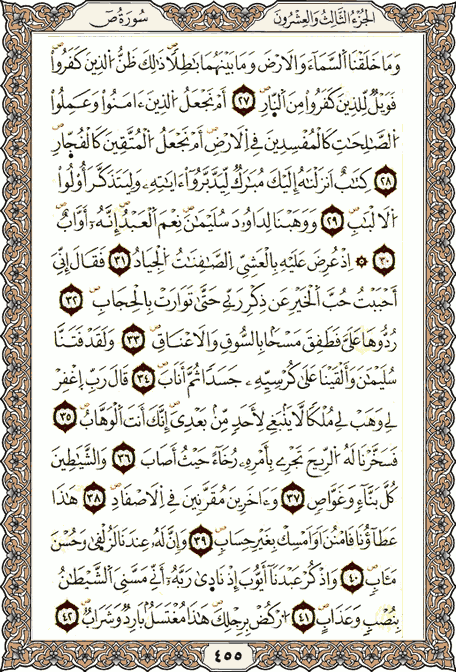 الجزء الثالث والعشرون
سورة ص
وَمَا خَلَقْنَا ٱلسَّمَآءَ وَٱلْأَرْضَ وَمَا بَيْنَهُمَا بَٰطِلًا ذَٰلِكَ ظَنُّ ٱلَّذِينَ كَفَرُوا۟
فَوَيْلٌ لِّلَّذِينَ كَفَرُوا۟ مِنَ ٱلنَّارِ ٢٧ أَمْ نَجْعَلُ ٱلَّذِينَ ءَامَنُوا۟ وَعَمِلُوا۟
ٱلصَّٰلِحَٰتِ كَٱلْمُفْسِدِينَ فِى ٱلْأَرْضِ أَمْ نَجْعَلُ ٱلْمُتَّقِينَ كَٱلْفُجَّارِ
٢٨ كِتَٰبٌ أَنزَلْنَٰهُ إِلَيْكَ مُبَٰرَكٌ لِّيَدَّبَّرُوٓا۟ ءَايَٰتِهِۦ وَلِيَتَذَكَّرَ أُو۟لُوا۟
ٱلْأَلْبَٰبِ ٢٩ وَوَهَبْنَا لِدَاوُۥدَ سُلَيْمَٰنَ نِعْمَ ٱلْعَبْدُ إِنَّهُۥٓ أَوَّابٌ
٣٠ ۞ إِذْ عُرِضَ عَلَيْهِ بِٱلْعَشِىِّ ٱلصَّٰفِنَٰتُ ٱلْجِيَادُ ٣١ فَقَالَ إِنِّىٓ
أَحْبَبْتُ حُبَّ ٱلْخَيْرِ عَن ذِكْرِ رَبِّى حَتَّىٰ تَوَارَتْ بِٱلْحِجَابِ ٣٢
رُدُّوهَا عَلَىَّ فَطَفِقَ مَسْحًۢا بِٱلسُّوقِ وَٱلْأَعْنَاقِ ٣٣ وَلَقَدْ فَتَنَّا
سُلَيْمَٰنَ وَأَلْقَيْنَا عَلَىٰ كُرْسِيِّهِۦ جَسَدًا ثُمَّ أَنَابَ ٣٤ قَالَ رَبِّ ٱغْفِرْ
لِى وَهَبْ لِى مُلْكًا لَّا يَنۢبَغِى لِأَحَدٍ مِّنۢ بَعْدِىٓ إِنَّكَ أَنتَ ٱلْوَهَّابُ ٣٥
فَسَخَّرْنَا لَهُ ٱلرِّيحَ تَجْرِى بِأَمْرِهِۦ رُخَآءً حَيْثُ أَصَابَ ٣٦ وَٱلشَّيَٰطِينَ
كُلَّ بَنَّآءٍ وَغَوَّاصٍ ٣٧ وَءَاخَرِينَ مُقَرَّنِينَ فِى ٱلْأَصْفَادِ ٣٨ هَٰذَا
عَطَآؤُنَا فَٱمْنُنْ أَوْ أَمْسِكْ بِغَيْرِ حِسَابٍ ٣٩ وَإِنَّ لَهُۥ عِندَنَا لَزُلْفَىٰ وَحُسْنَ
مَـَٔابٍ ٤٠ وَٱذْكُرْ عَبْدَنَآ أَيُّوبَ إِذْ نَادَىٰ رَبَّهُۥٓ أَنِّى مَسَّنِىَ ٱلشَّيْطَٰنُ
بِنُصْبٍ وَعَذَابٍ ٤١ ٱرْكُضْ بِرِجْلِكَ هَٰذَا مُغْتَسَلٌۢ بَارِدٌ وَشَرَابٌ ٤٢
٤٥٥